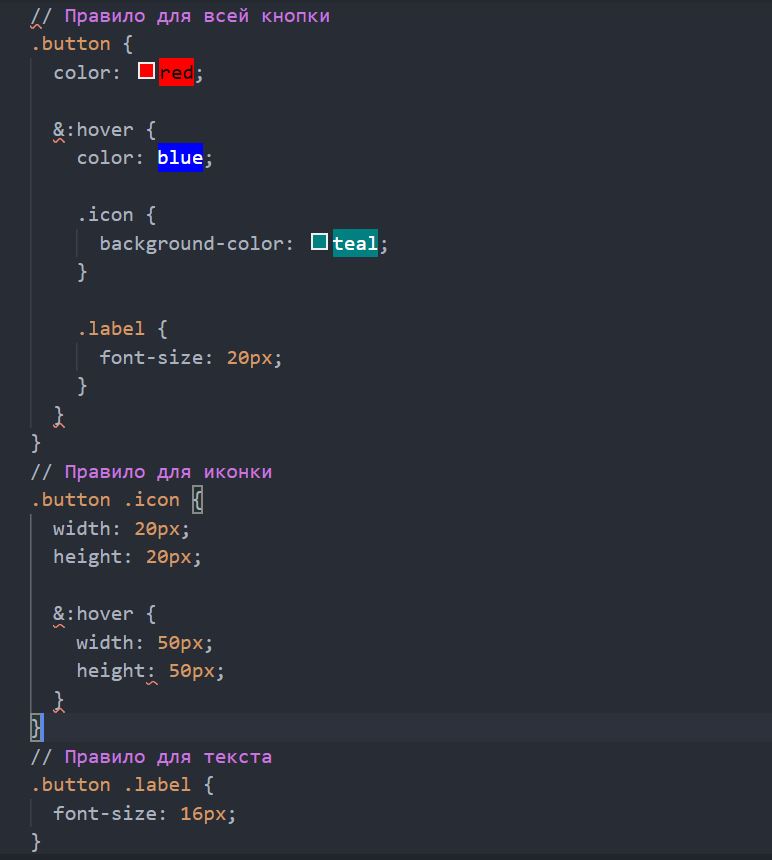 // Правило для всей кнопки
.button {
color: red;
&:hover {
color: blue;
.icon {
background-color: teal;
}
.label {
font-size: 20px;
}
}
}
// Правило для иконки
.button .icon {
width: 20px;
height: 20px;
&:hover {
width: 50px;
height: 50px;
}
}
// Правило для текста
.button .label {
font-size: 16px;
}